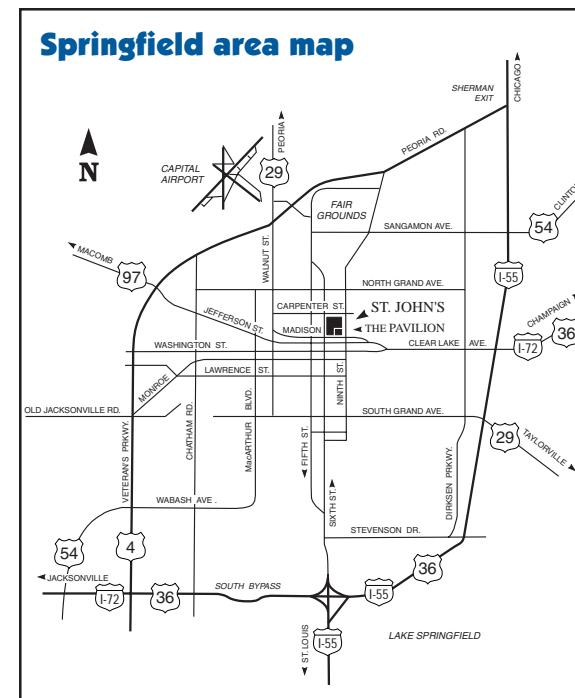 Springfield area map
SHERMAN
EXIT
CHICAGO
PEORIA RD.
PEORIA
N
CAPITAL
AIRPORT
29
FAIR
GROUNDS
CLINTON
54
SANGAMON AVE.
WALNUT ST.
MACOMB
97
I-55
NORTH GRAND AVE.
CARPENTER ST.
ST. JOHN'S
JEFFERSON ST.
MADISON
THE PAVILION
CHAMPAIGN
36
WASHINGTON ST.
CLEAR LAKE AVE.
I-72
LAWRENCE ST.
MONROE
NINTH ST.
OLD JACKSONVILLE RD.
SOUTH GRAND AVE.
29
TAYLORVILLE
VETERAN'S PRKWY.
CHATHAM RD.
MacARTHUR BLVD.
FIFTH ST.
SIXTH ST.
DIRKSEN PRKWY.
WABASH AVE.
STEVENSON DR.
54
4
36
JACKSONVILLE
SOUTH BYPASS
I-72
36
I-55
ST. LOUIS
I-55
LAKE SPRINGFIELD